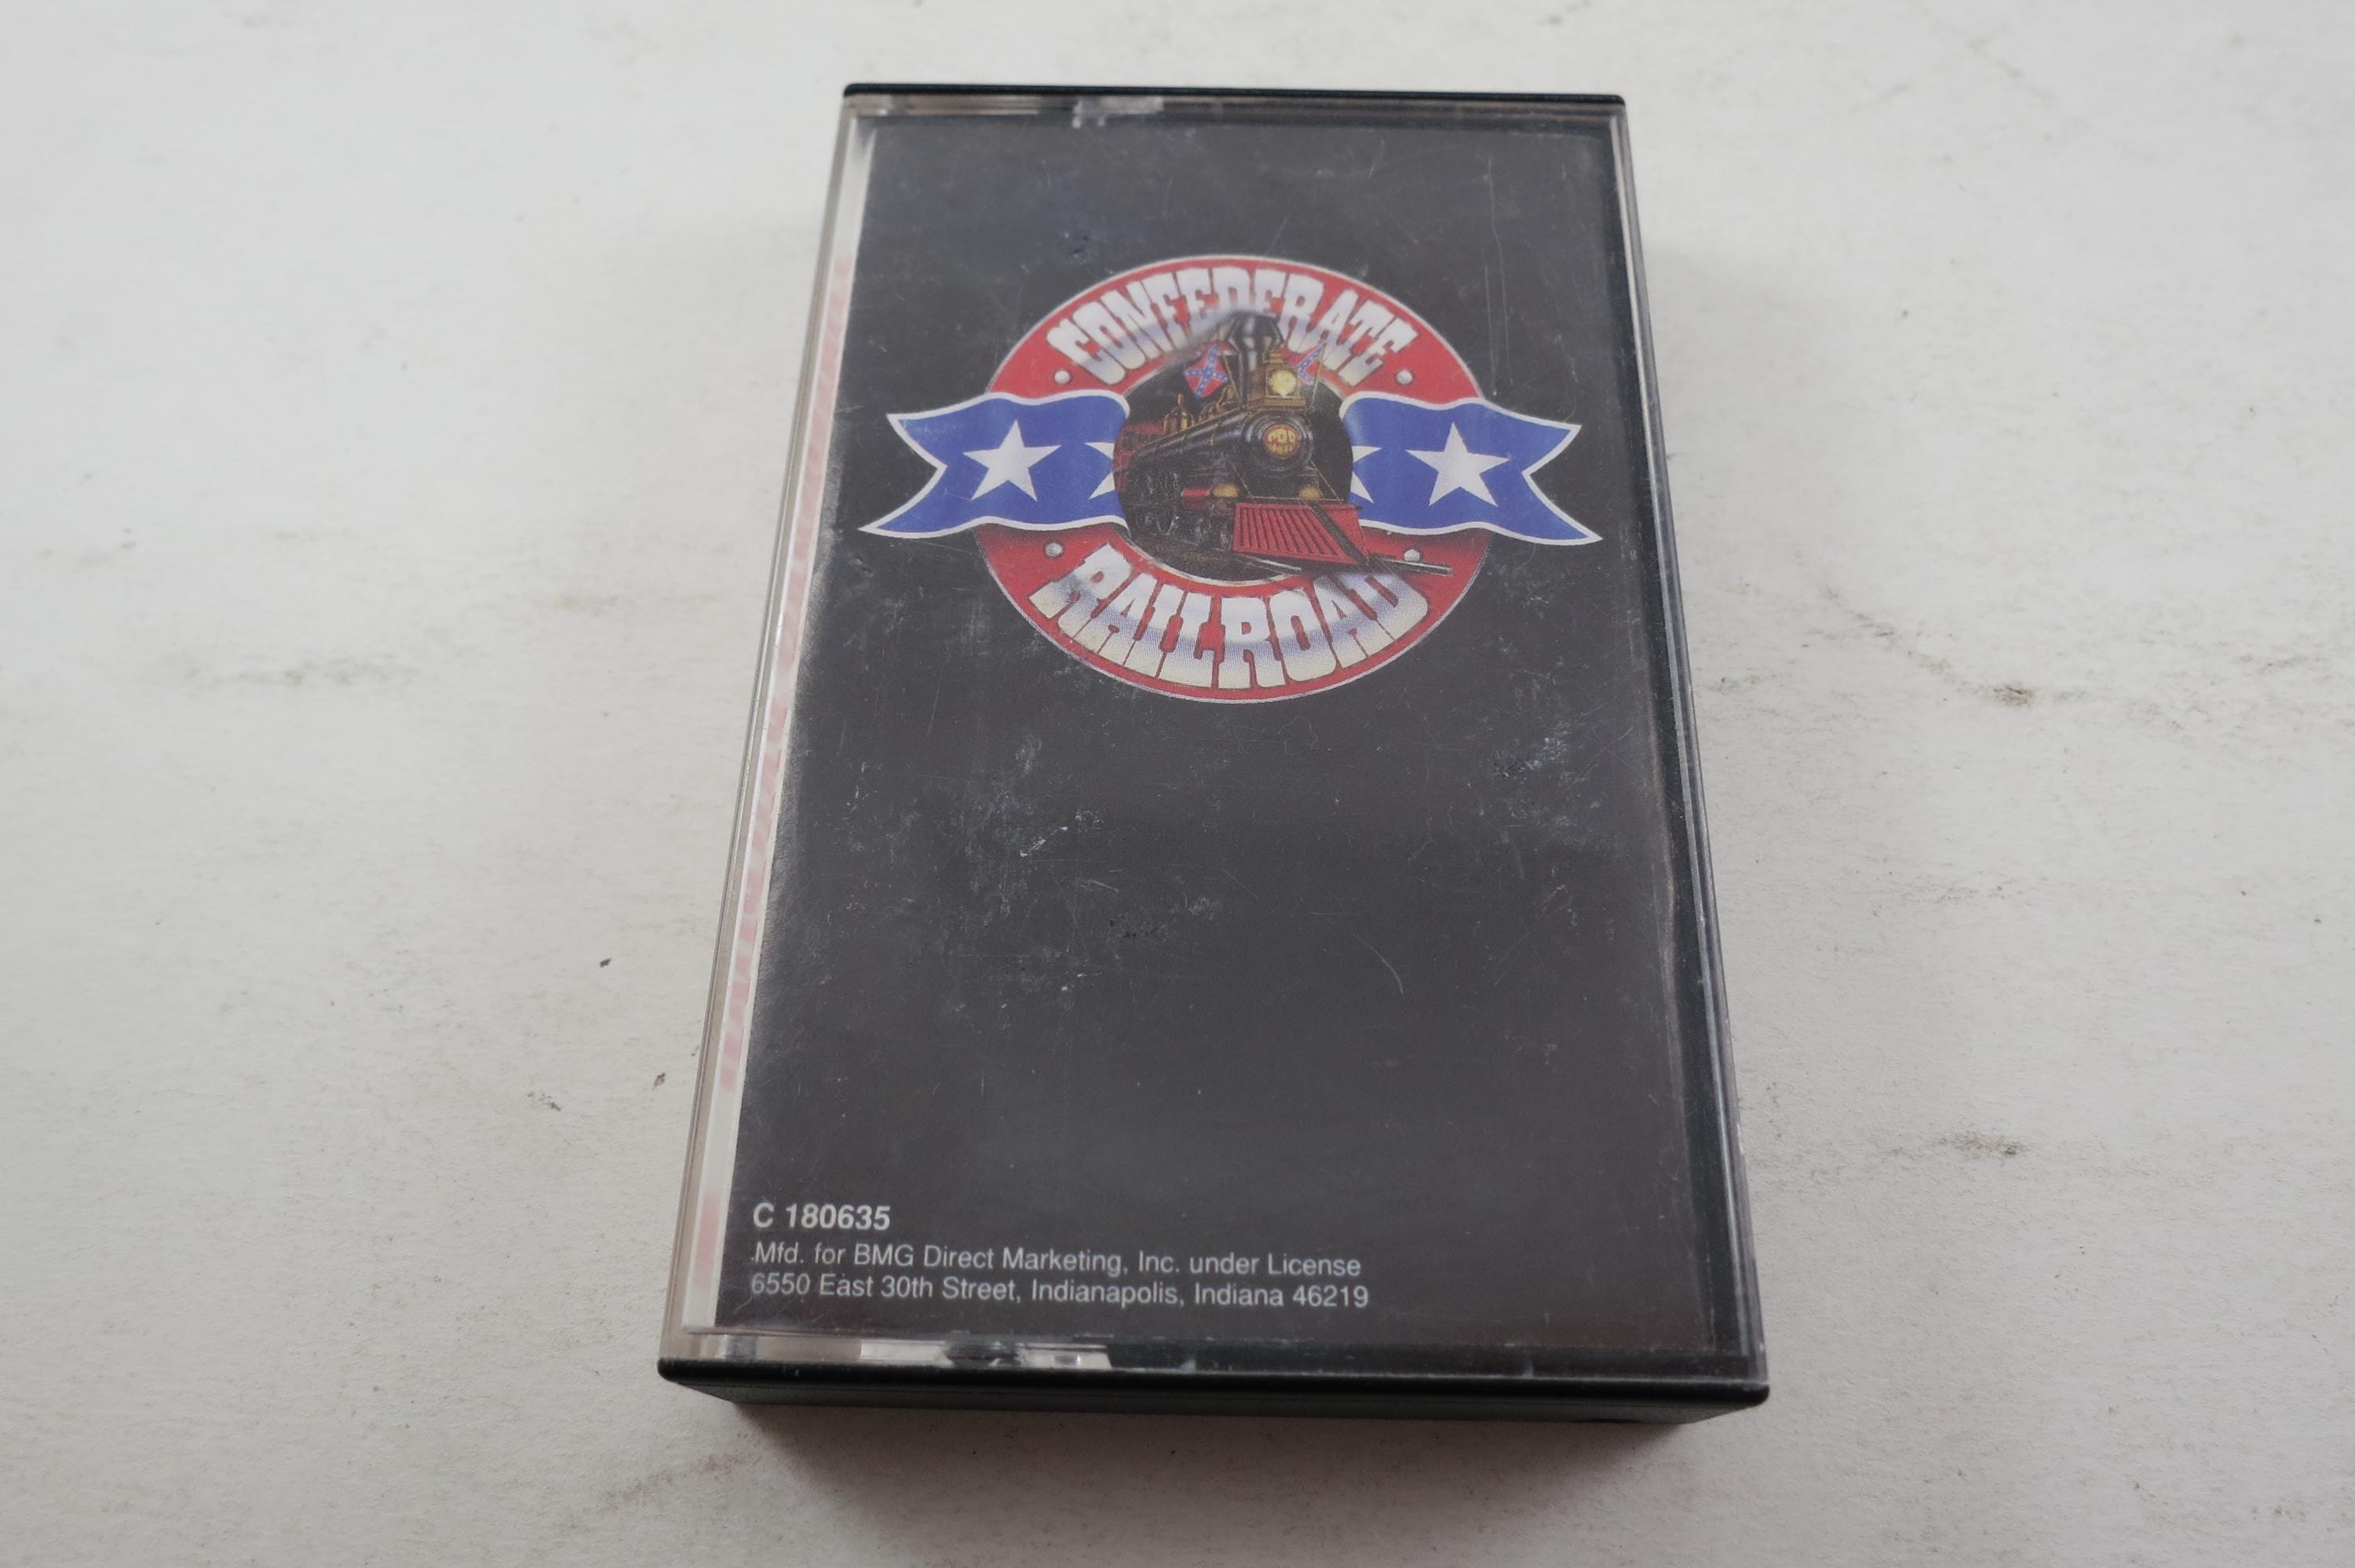 CONFEDERATE
RAILROAD
C 180635
Mfd. for BMG Direct Marketing, Inc. under License
6550 East 30th Street, Indianapolis, Indiana 46219